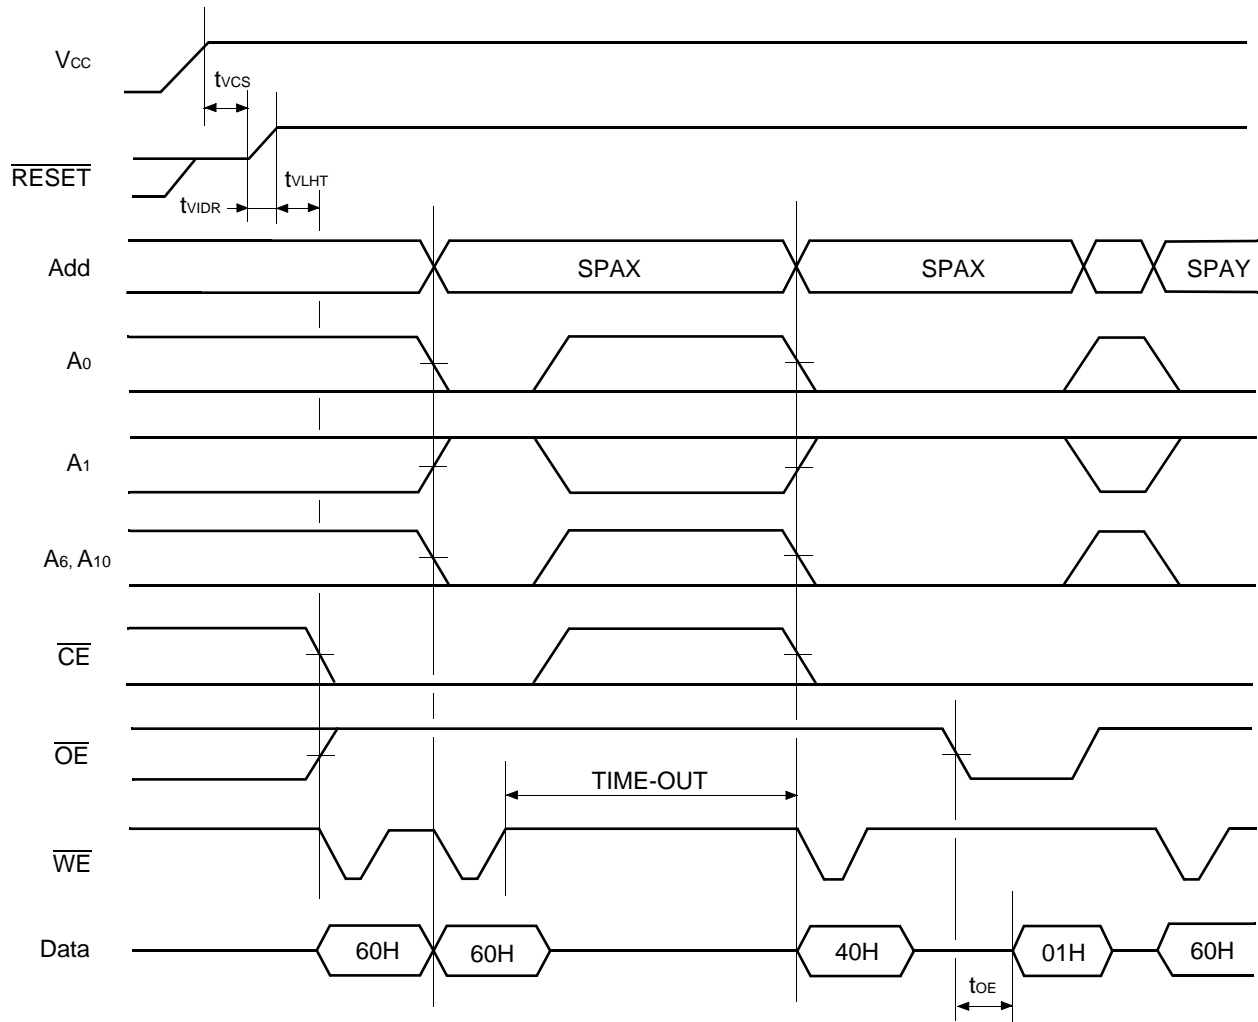 VCC
tVCS
RESET
tVLHT
tVIDR
Add
SPAX
SPAX
SPAY
A0
A1
A6, A10
CE
OE
TIME-OUT
WE
Data
60H
60H
40H
01H
60H
tOE